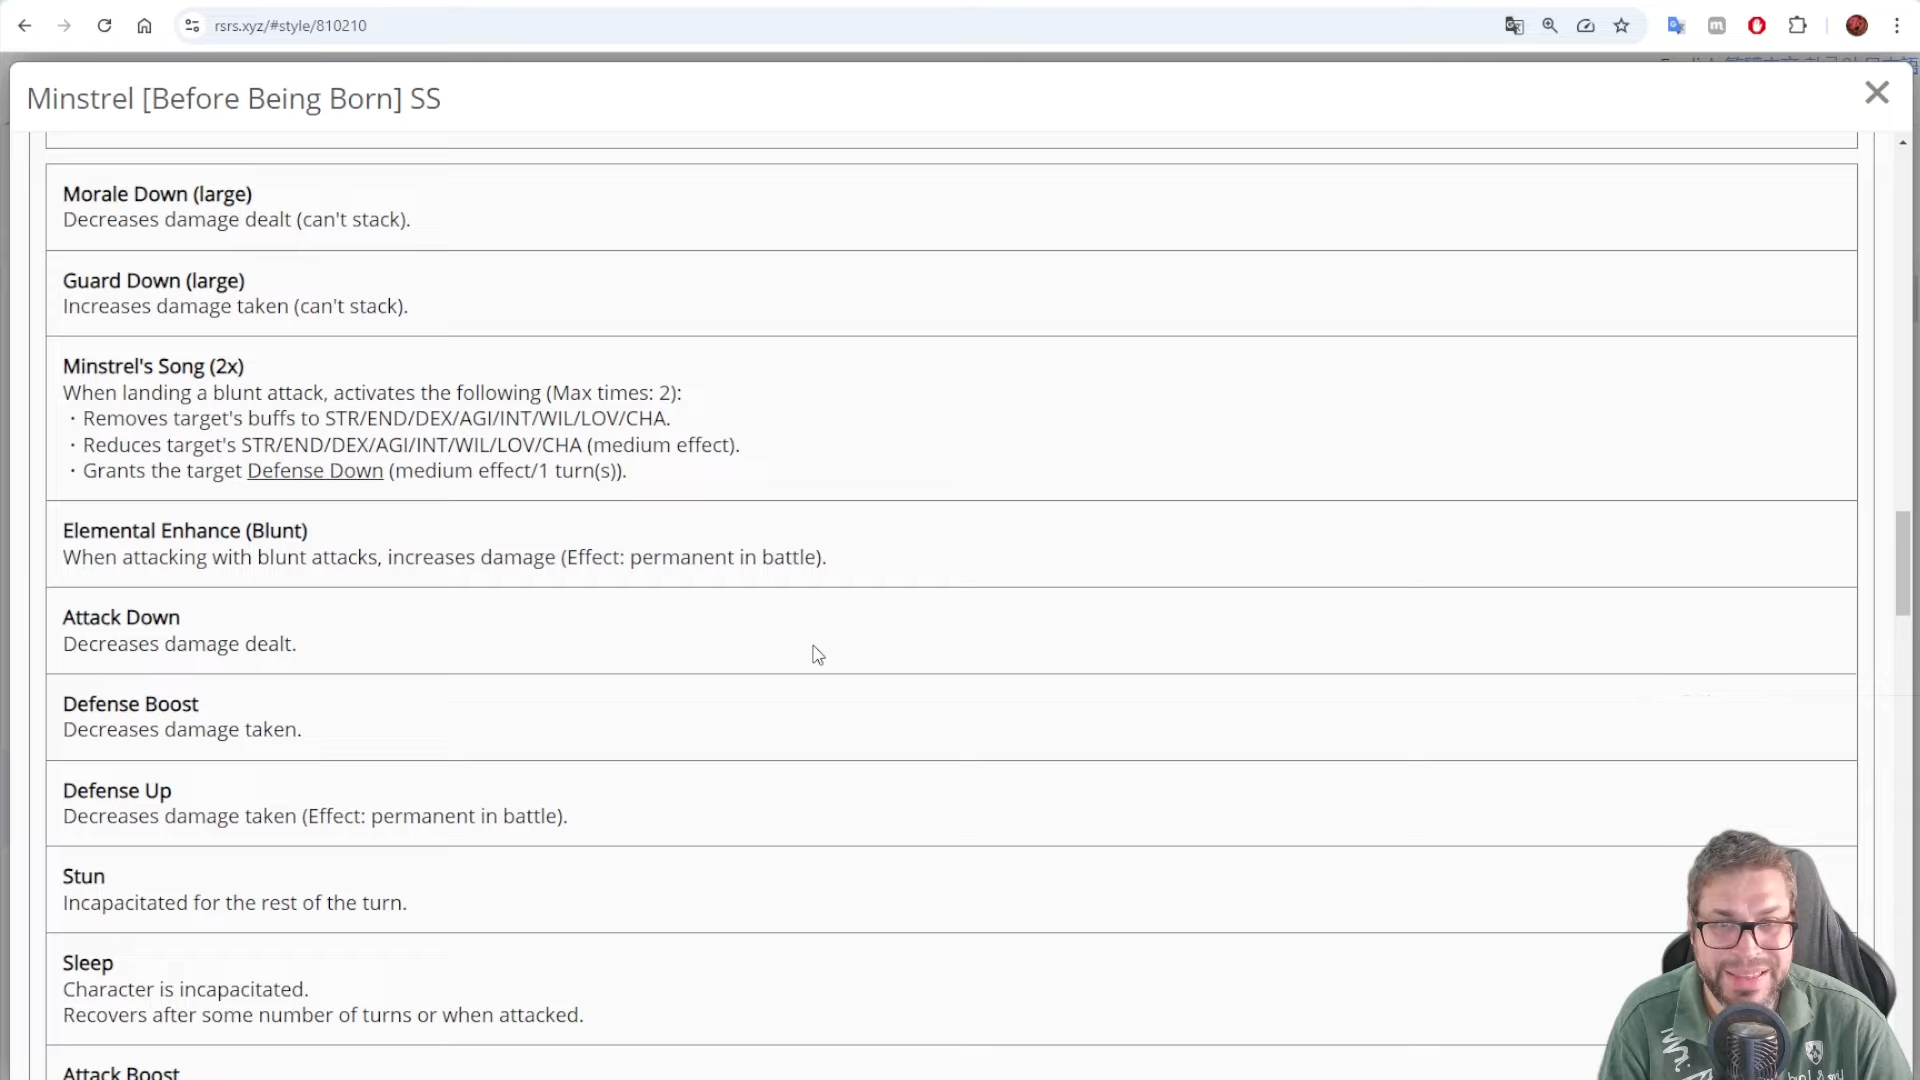 rsrs.xyz/#style/810210
Minstrel [Before Being Born] SS
Morale Down (large)
Decreases damage dealt (can't stack).
Guard Down (large)
Increases damage taken (can't stack).
Minstrel's Song (2x)
When landing a blunt attack, activates the following (Max times: 2):
・Removes target's buffs to STR/END/DEX/AGI/INT/WIL/LOV/CHA.
・Reduces target's STR/END/DEX/AGI/INT/WIL/LOV/CHA (medium effect).
・Grants the target Defense Down (medium effect/1 turn(s)).
Elemental Enhance (Blunt)
When attacking with blunt attacks, increases damage (Effect: permanent in battle).
Attack Down
Decreases damage dealt.
Defense Boost
Decreases damage taken.
Defense Up
Decreases damage taken (Effect: permanent in battle).
Stun
Incapacitated for the rest of the turn.
Sleep
Character is incapacitated.
Recovers after some number of turns or when attacked.
Attack Boost